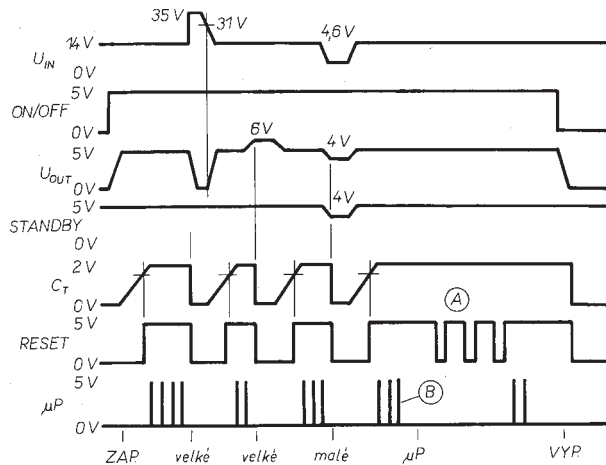 35 V
31 V
14 V
4,6 V
U_IN
0 V
5 V
ON/OFF
0 V
6 V
5 V
4 V
U_OUT
0 V
5 V
4 V
STANDBY
0 V
2 V
C_T
A
0 V
5 V
RESET
0 V
5 V
µP
B
0 V
ZAP. velké velké malé µP VYP.